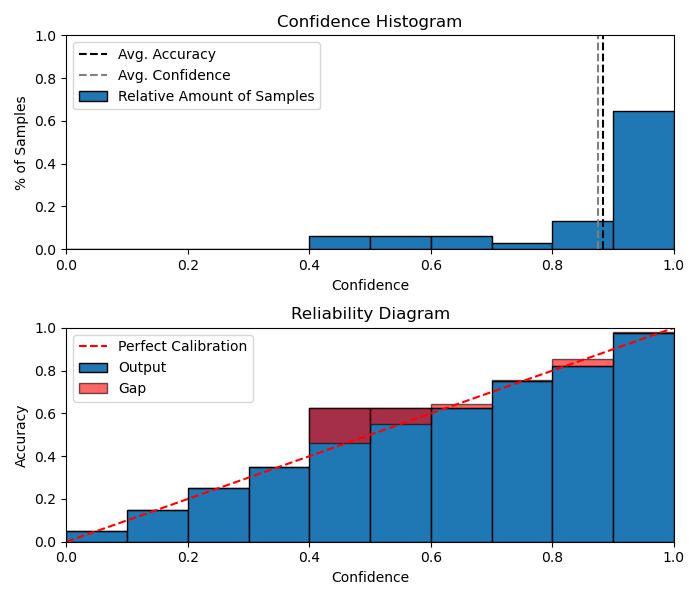 Confidence Histogram
1.0
0.8
0.6
0.4
0.2
0.0
% of Samples
Avg. Accuracy
Avg. Confidence
Relative Amount of Samples
0.0 0.2 0.4 0.6 0.8 1.0
Confidence
Reliability Diagram
1.0
0.8
0.6
0.4
0.2
0.0
Accuracy
Perfect Calibration
Output
Gap
0.0 0.2 0.4 0.6 0.8 1.0
Confidence